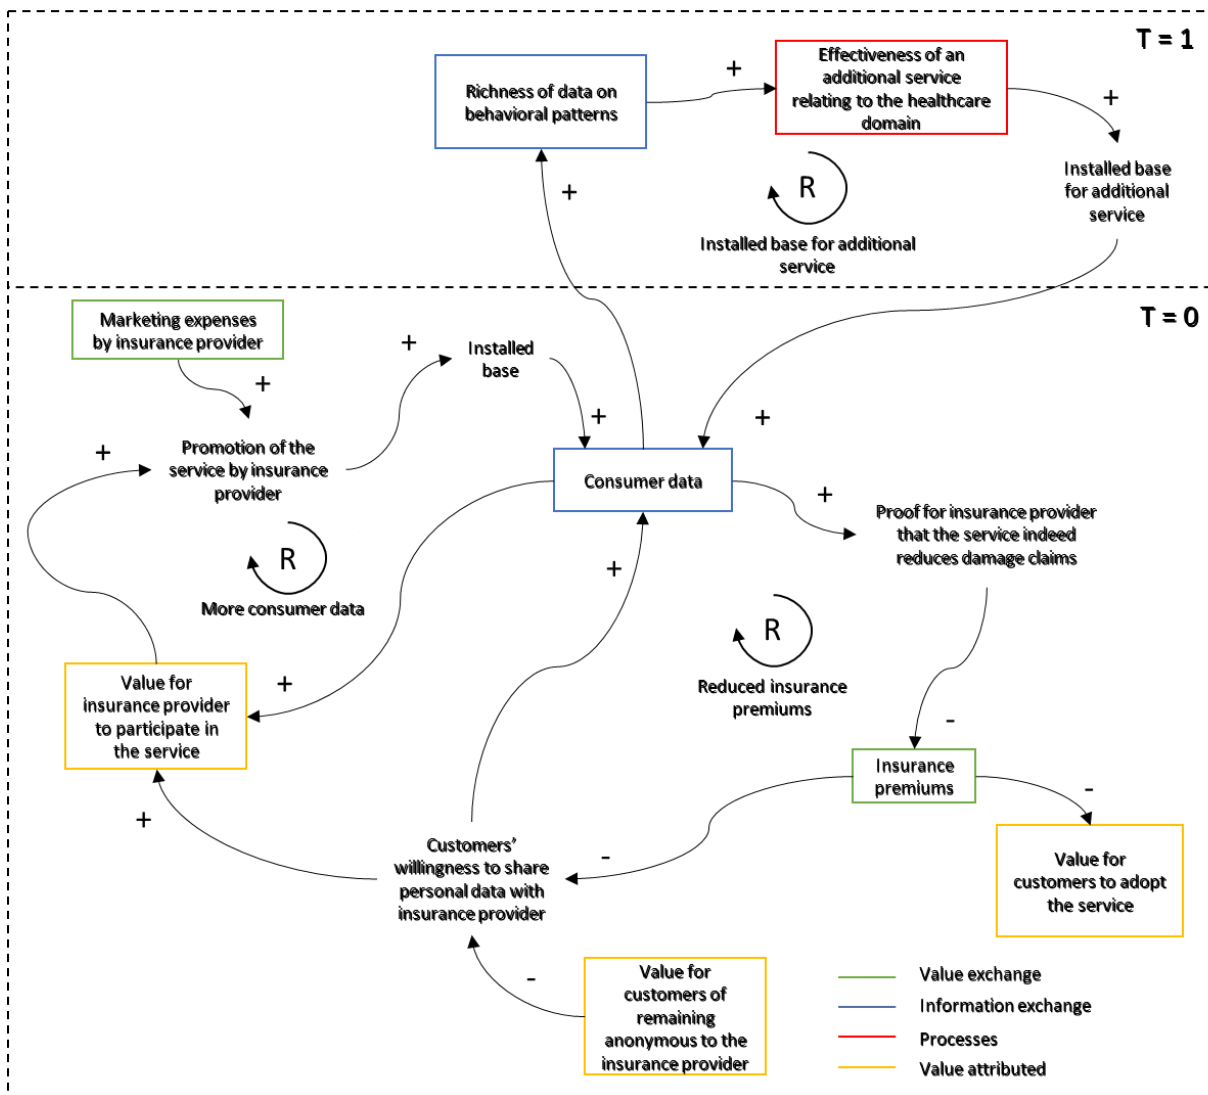 T = 1
Richness of data on
behavioral patterns
+
Effectiveness of an
additional service
relating to the healthcare
domain
+
Installed base
for additional
service
+
R
Installed base for additional
service
T = 0
Marketing expenses
by insurance provider
+
+
Installed
base
+
+
Promotion of the
service by insurance
provider
+
Consumer data
+
Proof for insurance provider
that the service indeed
reduces damage claims
R
More consumer data
+
R
Reduced insurance
premiums
Value for
insurance provider
to participate in
the service
+
-
Insurance
premiums
-
+
Customers’
willingness to share
personal data with
insurance provider
-
Value for
customers to adopt
the service
-
Value for
customers of
remaining
anonymous to the
insurance provider
Value exchange
Information exchange
Processes
Value attributed